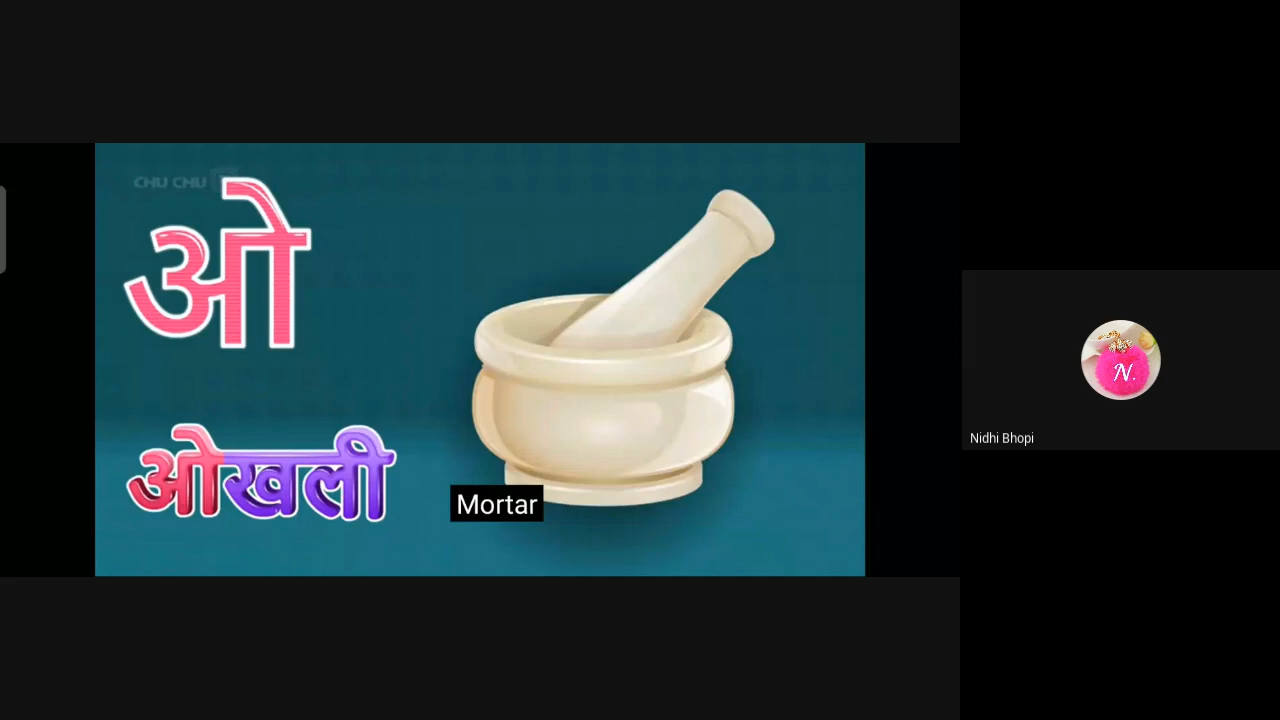 CHU CHU
ओ
ओखली
Mortar
N.
Nidhi Bhopi